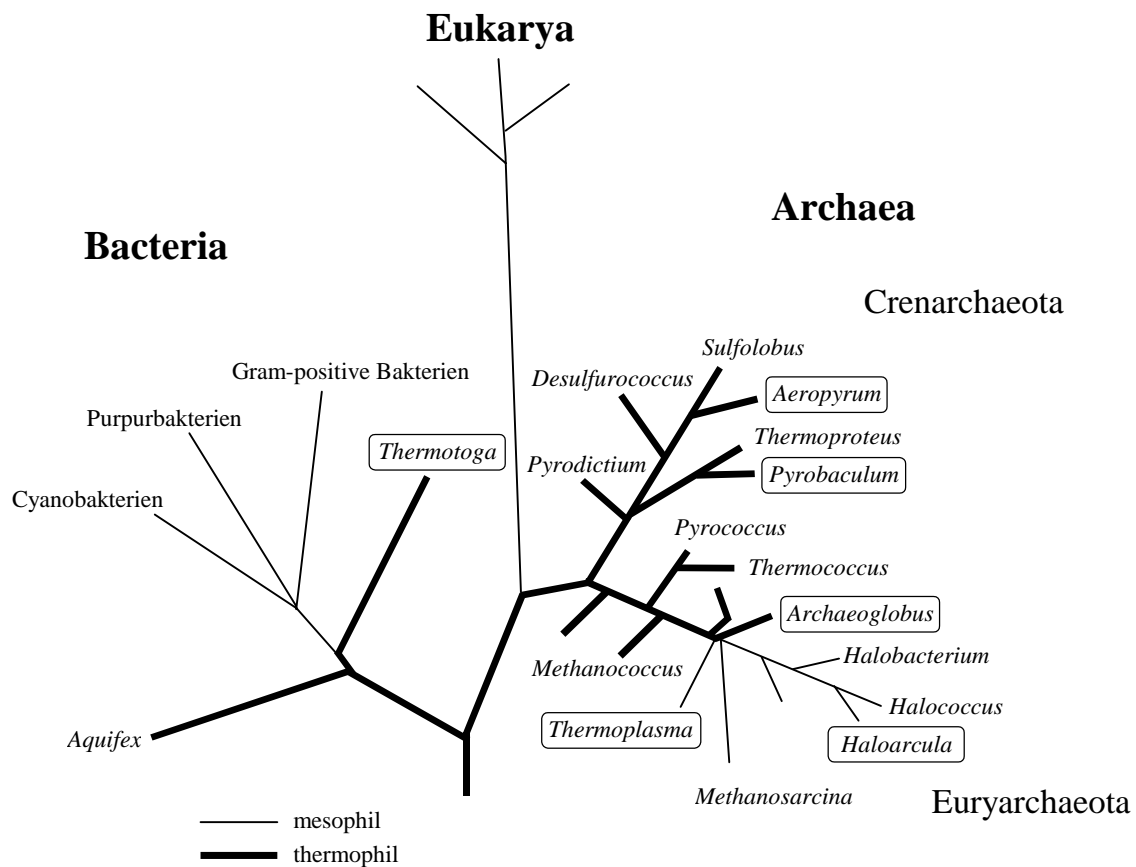 Eukarya
Archaea
Bacteria
Crenarchaeota
Sulfolobus
Desulfurococcus
Aeropyrum
Gram-positive Bakterien
Purpurbakterien
Thermotoga
Thermoproteus
Pyrodictium
Pyrobaculum
Cyanobakterien
Pyrococcus
Thermococcus
Archaeoglobus
Methanococcus
Halobacterium
Halococcus
Thermoplasma
Haloarcula
Aquifex
Methanosarcina
Euryarchaeota
mesophil
thermophil